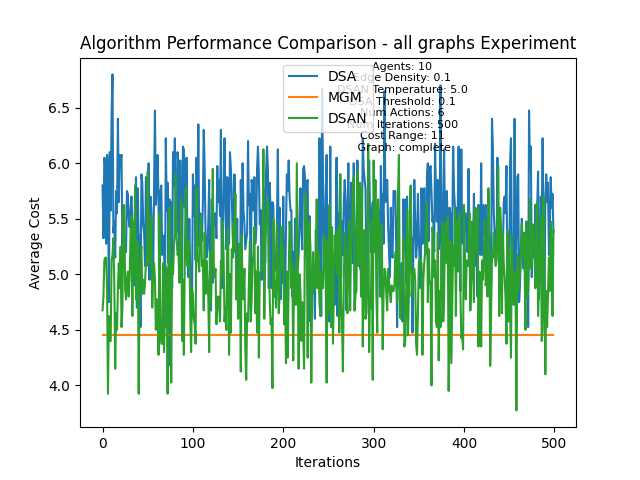 Algorithm Performance Comparison - all graphs Experiment
Average Cost
6.5
6.0
5.5
5.0
4.5
4.0
DSA
MGM
DSAN
Agents: 10
Edge Density: 0.1
DSAN Temperature: 5.0
DSA Threshold: 0.1
Num Actions: 6
Num Iterations: 500
Cost Range: 11
Graph: complete
0
100
200
300
400
500
Iterations